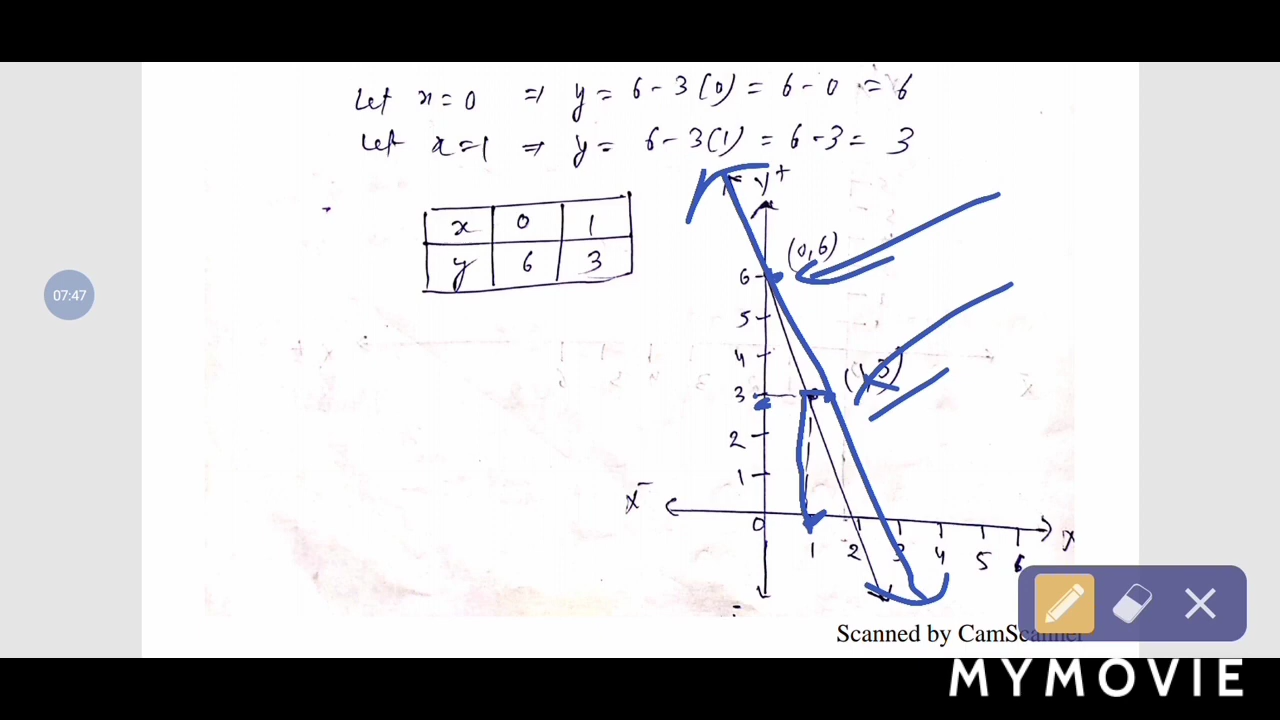 Let x = 0 ⇒ y = 6 - 3(0) = 6 - 0 = 6
Let x = 1 ⇒ y = 6 - 3(1) = 6 - 3 = 3
x 0 1
y 6 3
y+
(0,6)
6
5
4
(1,3)
3
2
1
x-
0
1 2 3 4 5 6
x
07:47
Scanned by CamScanner
MYMOVIE